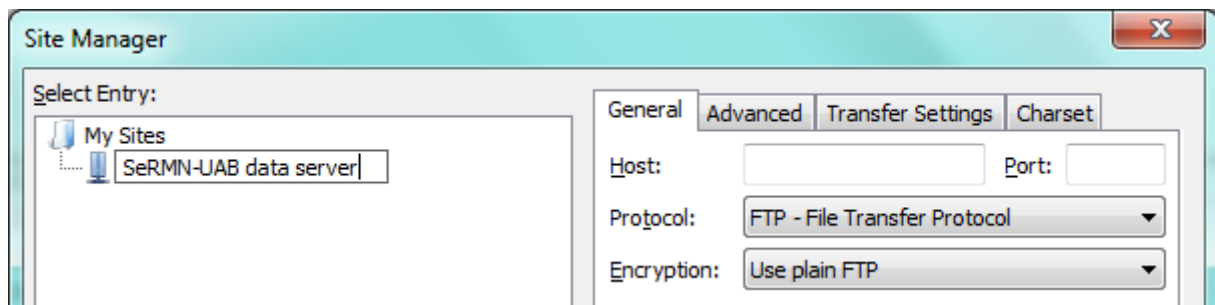 Site Manager
Select Entry:
My Sites
SeRMN-UAB data server
General Advanced Transfer Settings Charset
Host: Port:
Protocol: FTP - File Transfer Protocol
Encryption: Use plain FTP